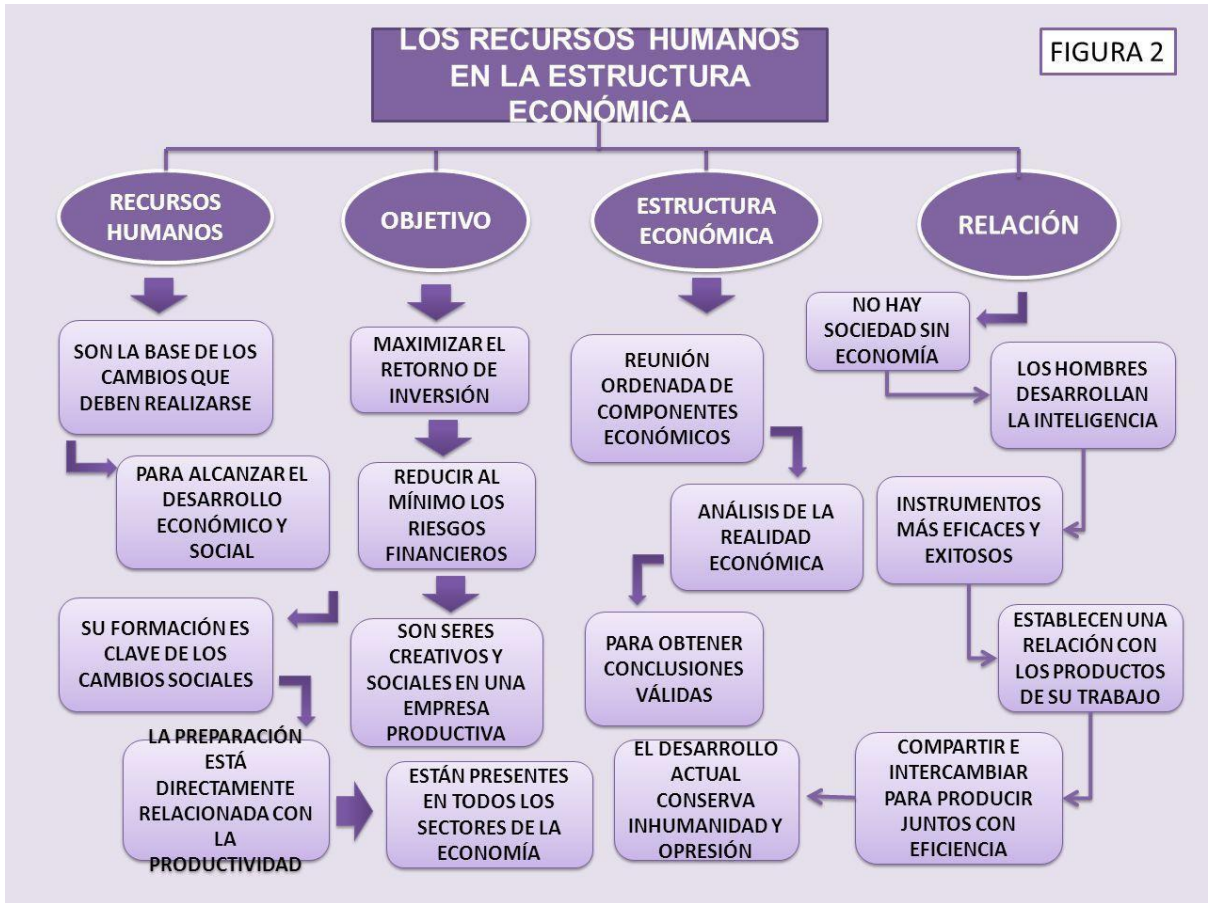 LOS RECURSOS HUMANOS
EN LA ESTRUCTURA
ECONÓMICA
FIGURA 2
RECURSOS
HUMANOS
SON LA BASE DE LOS
CAMBIOS QUE
DEBEN REALIZARSE
PARA ALCANZAR EL
DESARROLLO
ECONÓMICO Y
SOCIAL
SU FORMACIÓN ES
CLAVE DE LOS
CAMBIOS SOCIALES
LA PREPARACIÓN
ESTÁ
DIRECTAMENTE
RELACIONADA CON
LA
PRODUCTIVIDAD
ESTÁN PRESENTES
EN TODOS LOS
SECTORES DE LA
ECONOMÍA
OBJETIVO
MAXIMIZAR EL
RETORNO DE
INVERSIÓN
REDUCIR AL
MÍNIMO LOS
RIESGOS
FINANCIEROS
SON SERES
CREATIVOS Y
SOCIALES EN UNA
EMPRESA
PRODUCTIVA
ESTRUCTURA
ECONÓMICA
REUNIÓN
ORDENADA DE
COMPONENTES
ECONÓMICOS
ANÁLISIS DE LA
REALIDAD
ECONÓMICA
PARA OBTENER
CONCLUSIONES
VÁLIDAS
RELACIÓN
NO HAY
SOCIEDAD SIN
ECONOMÍA
LOS HOMBRES
DESARROLLAN
LA INTELIGENCIA
INSTRUMENTOS
MÁS EFICACES Y
EXITOSOS
ESTABLECEN UNA
RELACIÓN CON
LOS PRODUCTOS
DE SU TRABAJO
COMPARTIR E
INTERCAMBIAR
PARA PRODUCIR
JUNTOS CON
EFICIENCIA
EL DESARROLLO
ACTUAL
CONSERVA
INHUMANIDAD Y
OPRESIÓN